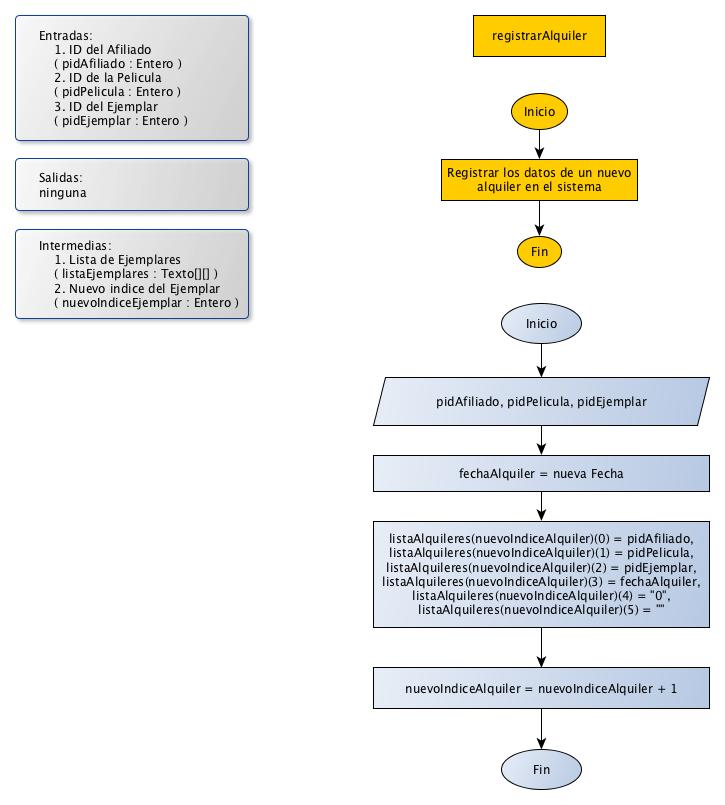 Entradas:
1. ID del Afiliado
( pidAfiliado : Entero )
2. ID de la Pelicula
( pidPelicula : Entero )
3. ID del Ejemplar
( pidEjemplar : Entero )
Salidas:
ninguna
Intermedias:
1. Lista de Ejemplares
( listaEjemplares : Texto[][] )
2. Nuevo indice del Ejemplar
( nuevoIndiceEjemplar : Entero )
registrarAlquiler
Inicio
Registrar los datos de un nuevo
alquiler en el sistema
Fin
Inicio
pidAfiliado, pidPelicula, pidEjemplar
fechaAlquiler = nueva Fecha
listaAlquileres(nuevoIndiceAlquiler)(0) = pidAfiliado,
listaAlquileres(nuevoIndiceAlquiler)(1) = pidPelicula,
listaAlquileres(nuevoIndiceAlquiler)(2) = pidEjemplar,
listaAlquileres(nuevoIndiceAlquiler)(3) = fechaAlquiler,
listaAlquileres(nuevoIndiceAlquiler)(4) = "0",
listaAlquileres(nuevoIndiceAlquiler)(5) = ""
nuevoIndiceAlquiler = nuevoIndiceAlquiler + 1
Fin